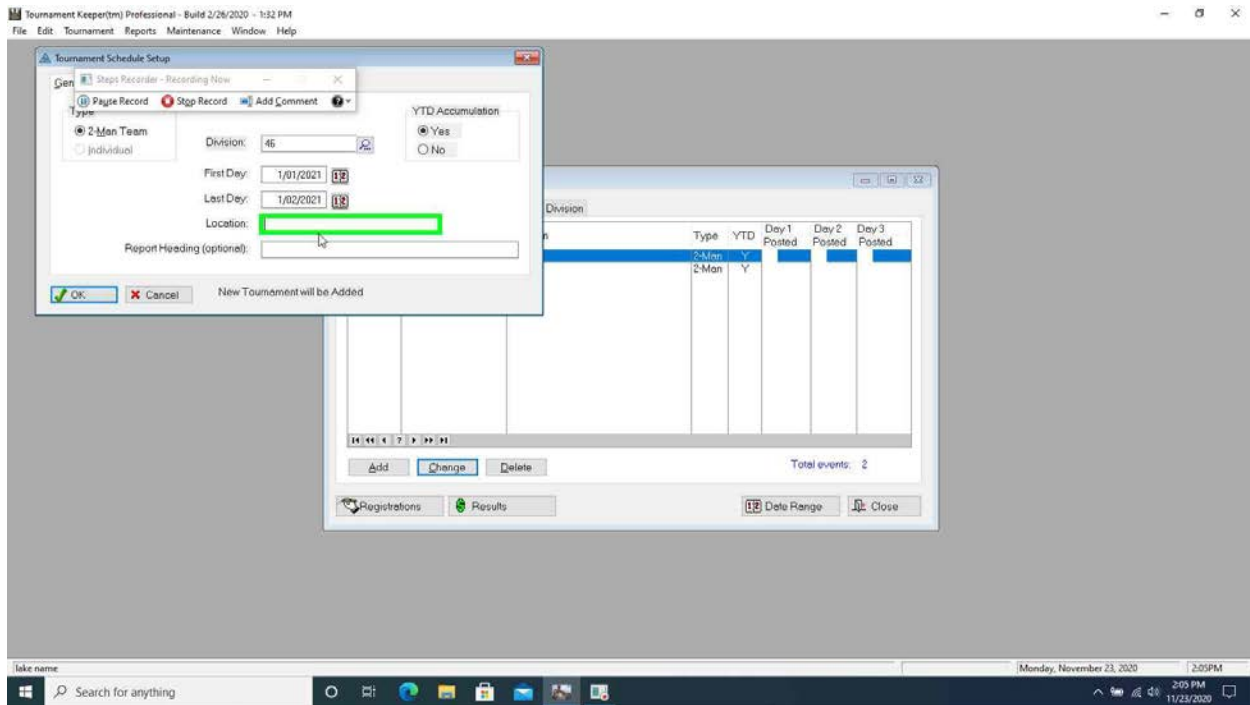 Tournament Keeper(tm) Professional - Build 2/26/2020 - 1:32 PM
File Edit Tournament Reports Maintenance Window Help
Tournament Schedule Setup
Gen
Steps Recorder - Recording Now
Pause Record Stop Record Add Comment
Type
2-Man Team
Individual
Division: 46
YTD Accumulation
Yes
No
First Day: 1/01/2021
Last Day: 1/02/2021
Location:
Report Heading (optional):
OK Cancel New Tournament will be Added
Division
n Type YTD Day 1 Posted Day 2 Posted Day 3 Posted
2-Man Y
2-Man Y
Add Change Delete Total events: 2
Registrations Results Date Range Close
lake name Monday, November 23, 2020 2:05PM
Search for anything
2:05 PM
11/23/2020